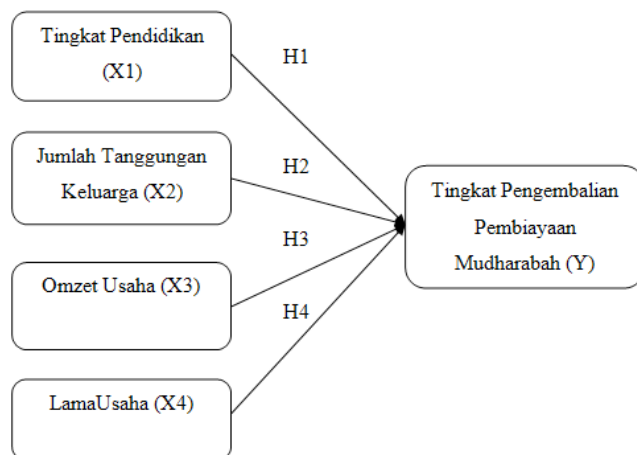 Tingkat Pendidikan
(X1)
H1
Jumlah Tanggungan
Keluarga (X2)
H2
Tingkat Pengembalian
Pembiayaan
Mudharabah (Y)
H3
Omzet Usaha (X3)
H4
LamaUsaha (X4)